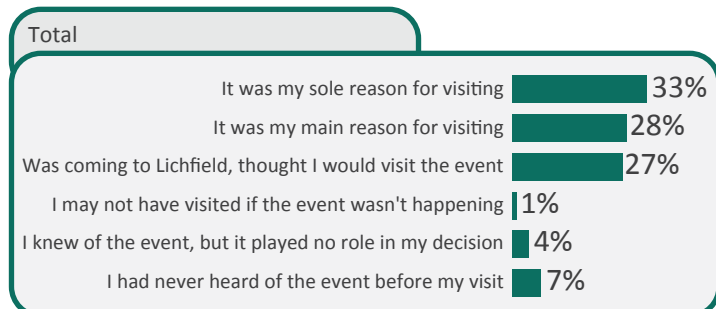 Total
It was my sole reason for visiting 33%
It was my main reason for visiting 28%
Was coming to Lichfield, thought I would visit the event 27%
I may not have visited if the event wasn't happening 1%
I knew of the event, but it played no role in my decision 4%
I had never heard of the event before my visit 7%